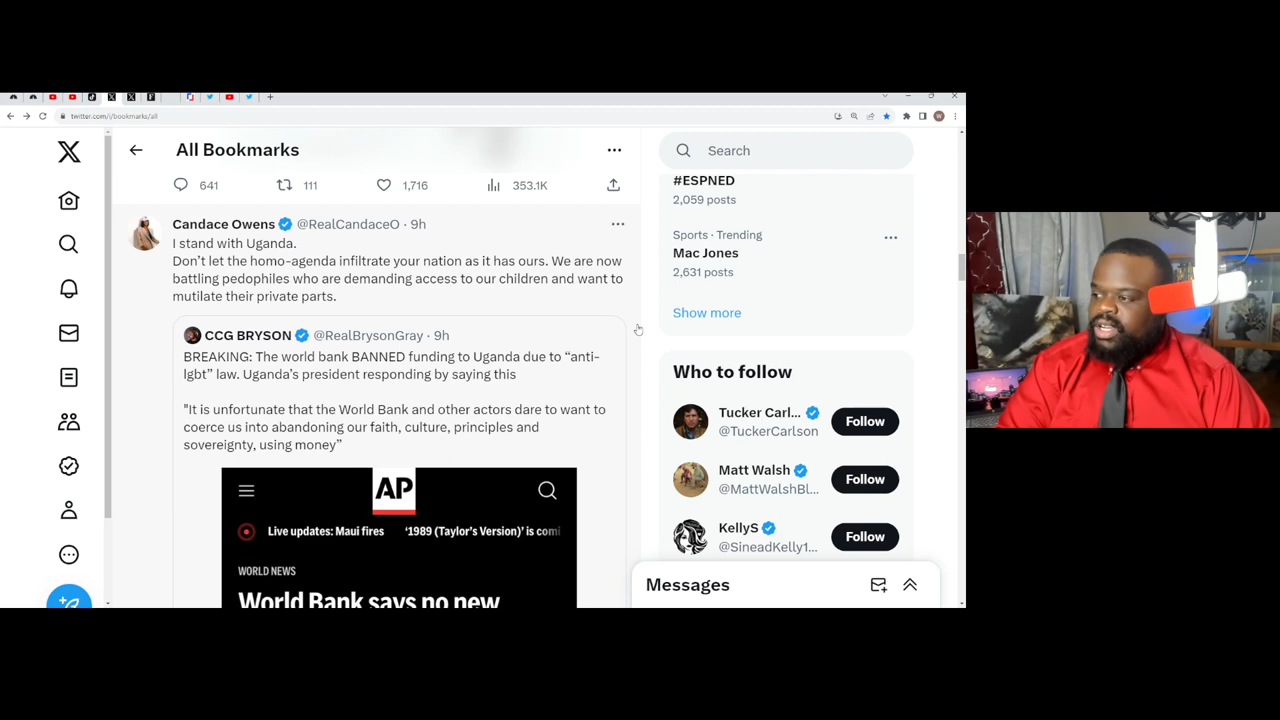 twitter.com/i/bookmarks/all
All Bookmarks
641
111
1,716
353.1K
Candace Owens @RealCandaceO · 9h
I stand with Uganda.
Don’t let the homo-agenda infiltrate your nation as it has ours. We are now
battling pedophiles who are demanding access to our children and want to
mutilate their private parts.
CCG BRYSON @RealBrysonGray · 9h
BREAKING: The world bank BANNED funding to Uganda due to “anti-
lgbt” law. Uganda’s president responding by saying this
"It is unfortunate that the World Bank and other actors dare to want to
coerce us into abandoning our faith, culture, principles and
sovereignty, using money”
AP
Live updates: Maui fires ‘1989 (Taylor’s Version)’ is comi
WORLD NEWS
World Bank says no new
Search
#ESPNED
2,059 posts
Sports · Trending
Mac Jones
2,631 posts
Show more
Who to follow
Tucker Carl...
@TuckerCarlson
Follow
Matt Walsh
@MattWalshBl...
Follow
KellyS
@SineadKelly1...
Follow
Messages